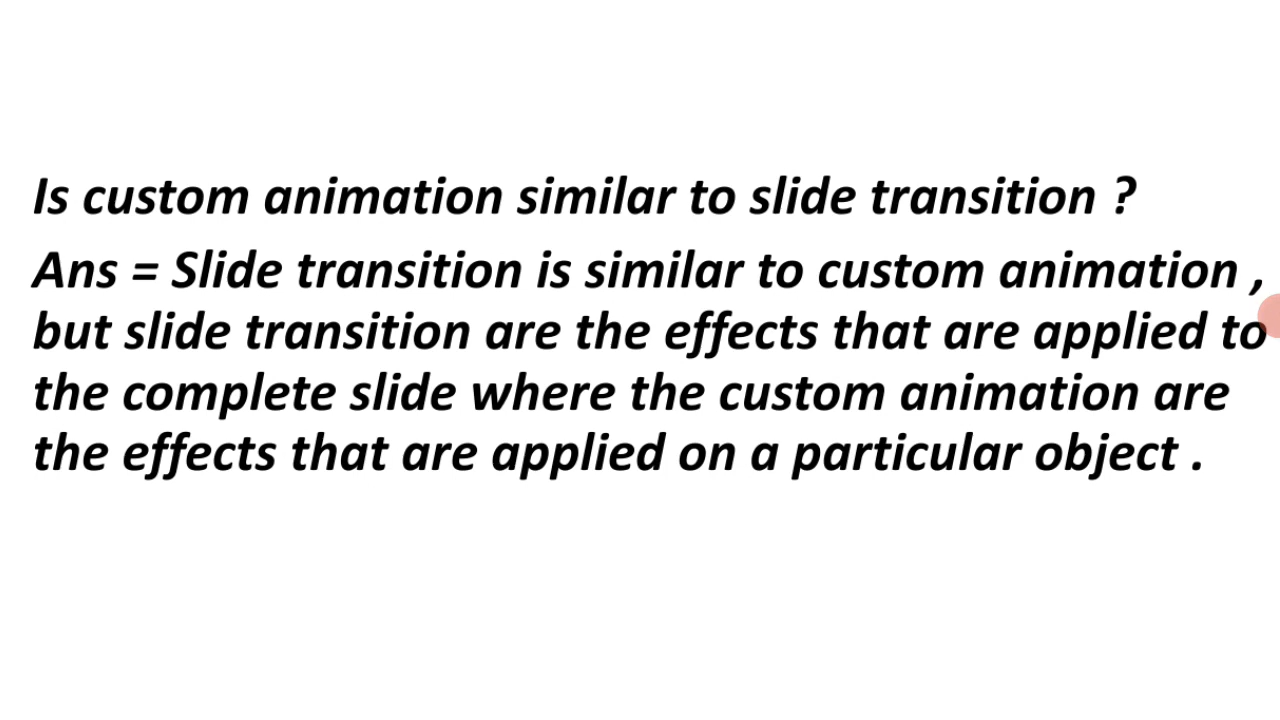 Is custom animation similar to slide transition ?
Ans = Slide transition is similar to custom animation ,
but slide transition are the effects that are applied to
the complete slide where the custom animation are
the effects that are applied on a particular object .